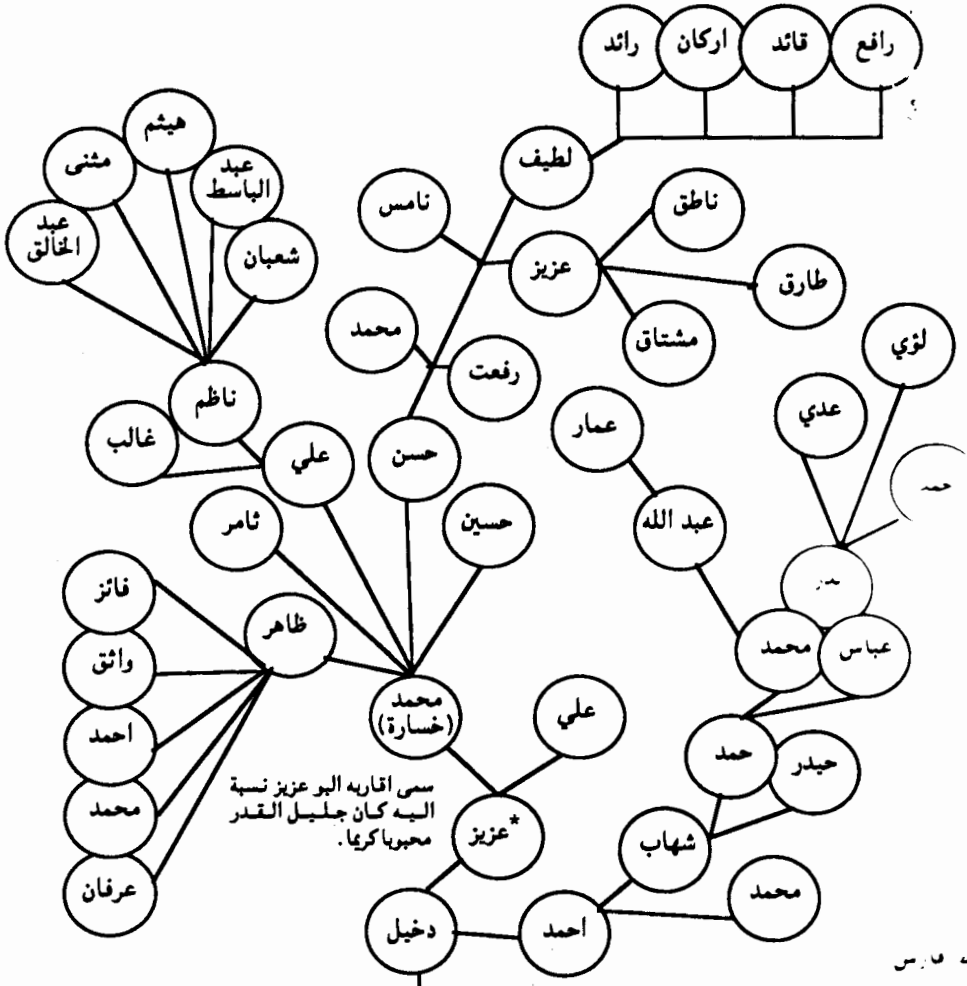 رافع
قائد
اركان
رائد
هيثم
مثنى
عبد
الباسط
عبد
الخالق
شعبان
لطيف
نامس
ناطق
عزيز
طارق
مشتاق
محمد
رفعت
لؤي
عدي
ناظم
غالب
علي
حسن
عمار
حمد
ثامر
حسين
عبد الله
فائز
ظاهر
واثق
محمد
عباس
محمد
(خسارة)
علي
احمد
حمد
حيدر
سمى اقاربه البو عزيز نسبة
اليه كان جليل القدر
محبوبا كريما.
محمد
عزيز*
شهاب
عرفان
محمد
دخيل
احمد